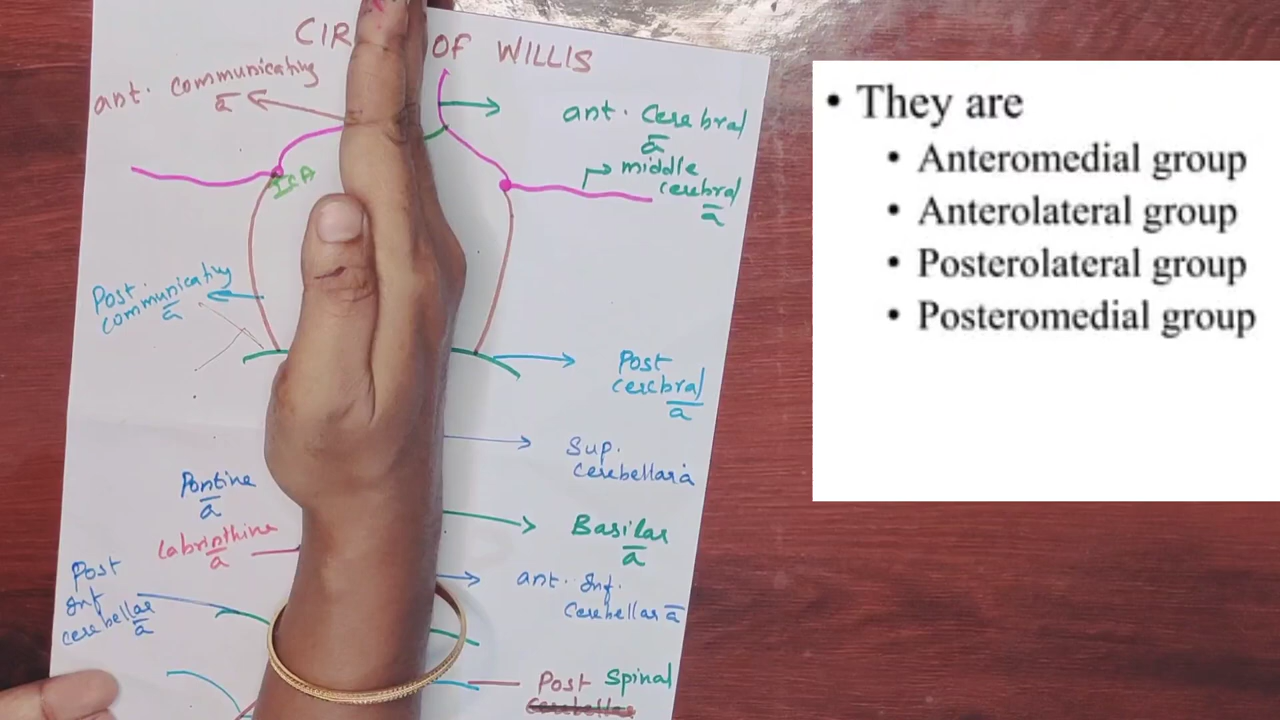 CIR OF WILLIS
ant. communicating
a̅
ant. Cerebral
a̅
middle
cerebral
a̅
ICA
Post.
communicating
a̅
Post
cerebral
a̅
Sup.
Cerebellar a
Pontine
a̅
Labrinthine
a̅
Basilar
a̅
Post
Inf
cerebellar
a̅
ant. Inf.
Cerebellar a̅
Post Spinal
• They are
• Anteromedial group
• Anterolateral group
• Posterolateral group
• Posteromedial group